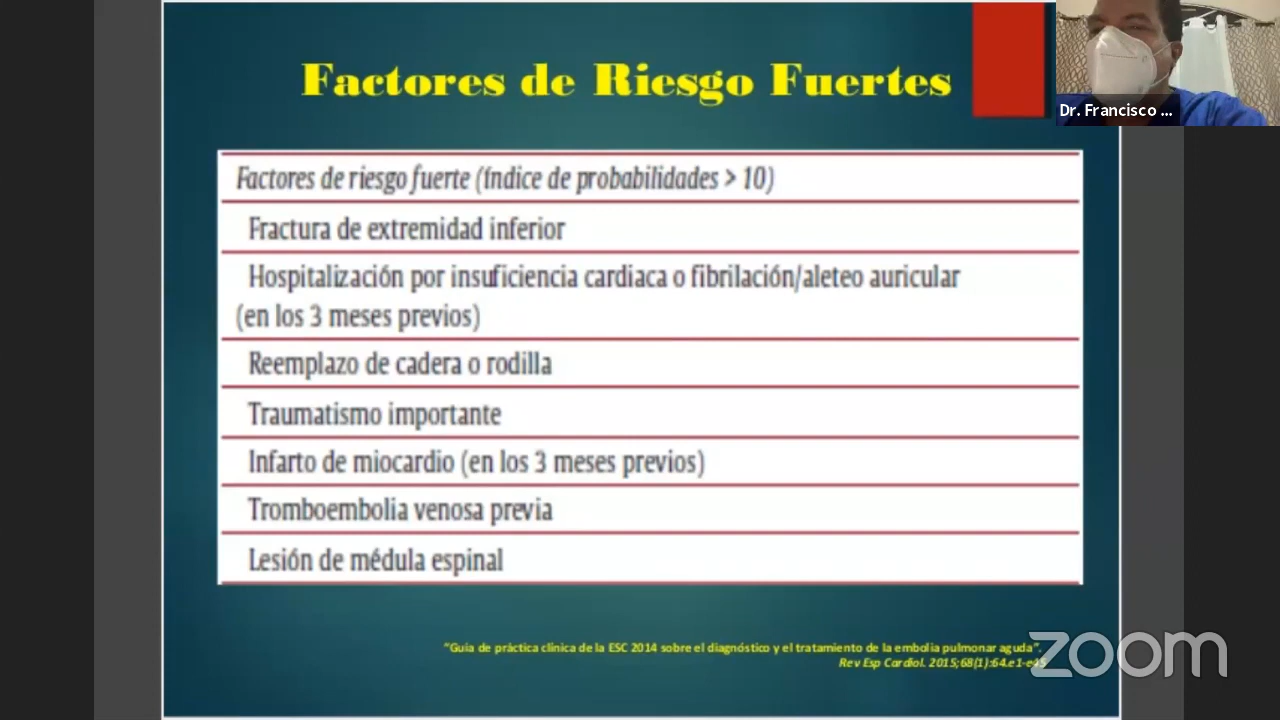 Factores de Riesgo Fuertes
Dr. Francisco ...
Factores de riesgo fuerte (índice de probabilidades > 10)
Fractura de extremidad inferior
Hospitalización por insuficiencia cardiaca o fibrilación/aleteo auricular
(en los 3 meses previos)
Reemplazo de cadera o rodilla
Traumatismo importante
Infarto de miocardio (en los 3 meses previos)
Tromboembolia venosa previa
Lesión de médula espinal
"Guía de práctica clínica de la ESC 2014 sobre el diagnóstico y el tratamiento de la embolia pulmonar aguda".
Rev Esp Cardiol. 2015;68(1):64.e1-e45
zoom